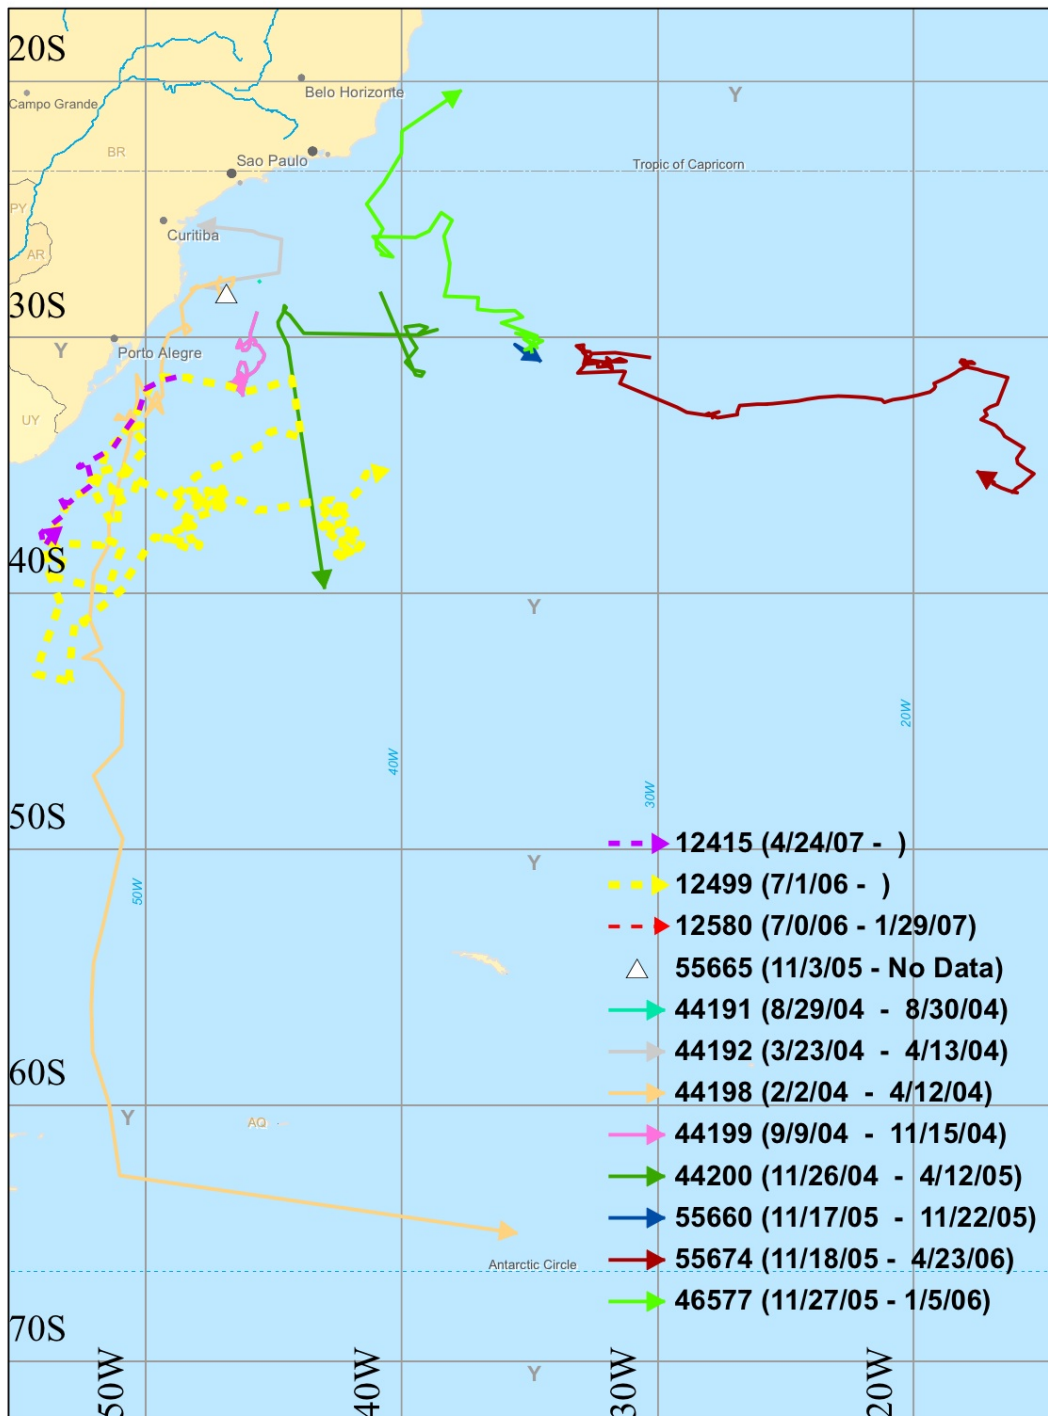 20S
Belo Horizonte
Campo Grande
Y
BR
Sao Paulo
Tropic of Capricorn
PY
Curitiba
AR
30S
Y
Porto Alegre
UY
40S
Y
20W
40W
30W
50S
12415 (4/24/07 - )
Y
50W
12499 (7/1/06 - )
12580 (7/0/06 - 1/29/07)
55665 (11/3/05 - No Data)
44191 (8/29/04 - 8/30/04)
44192 (3/23/04 - 4/13/04)
60S
44198 (2/2/04 - 4/12/04)
Y
AQ
44199 (9/9/04 - 11/15/04)
44200 (11/26/04 - 4/12/05)
55660 (11/17/05 - 11/22/05)
Antarctic Circle
55674 (11/18/05 - 4/23/06)
46577 (11/27/05 - 1/5/06)
70S
Y
50W
40W
30W
20W